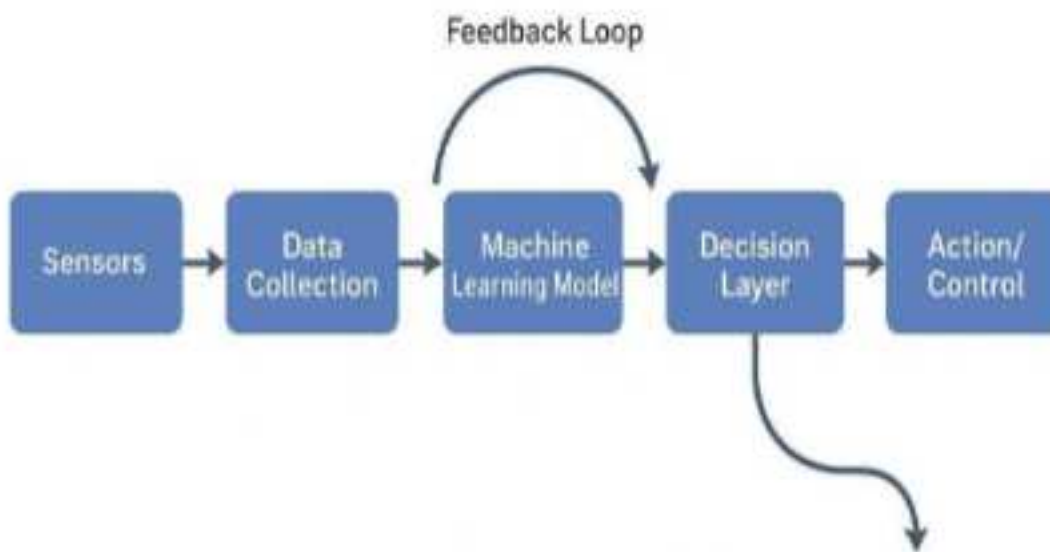 Feedback Loop
Sensors
Data
Collection
Machine
Learning Model
Decision
Layer
Action/
Control